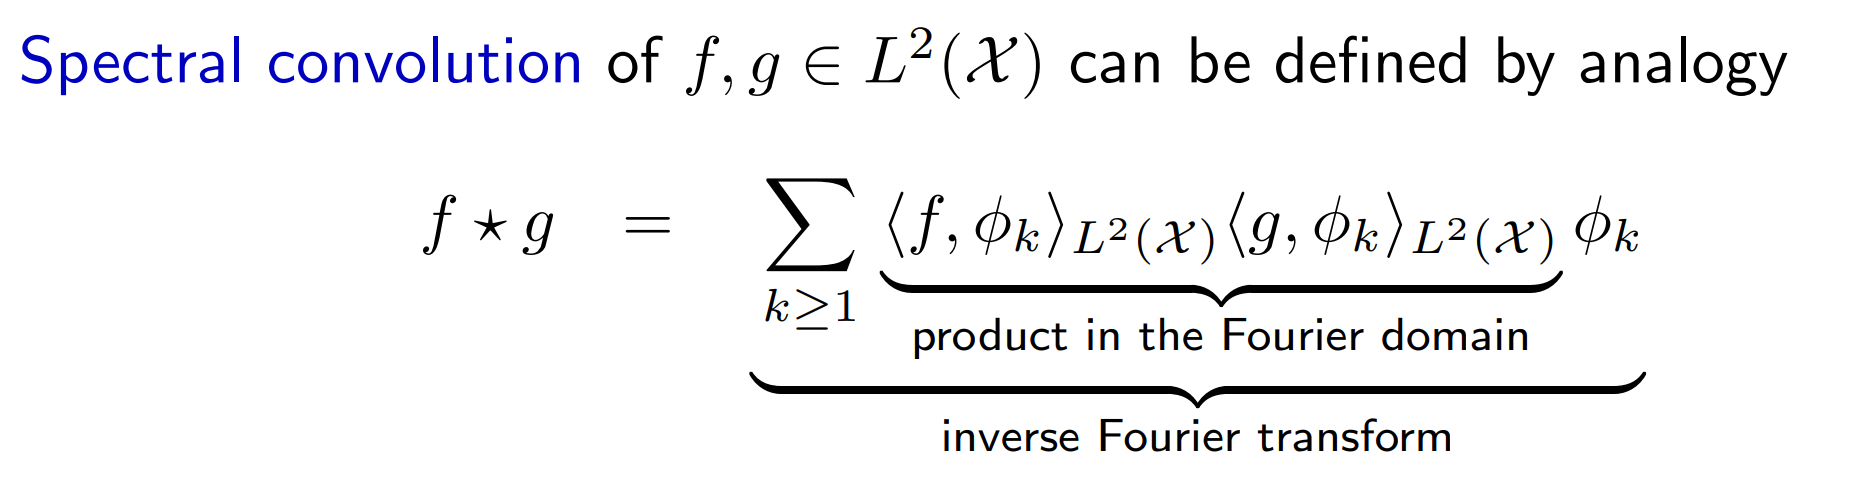 Spectral convolution of f, g ∈ L²(𝒳) can be defined by analogy
f ⋆ g = ∑_{k≥1} ⟨f, ϕ_k⟩_{L²(𝒳)} ⟨g, ϕ_k⟩_{L²(𝒳)} ϕ_k
product in the Fourier domain
inverse Fourier transform